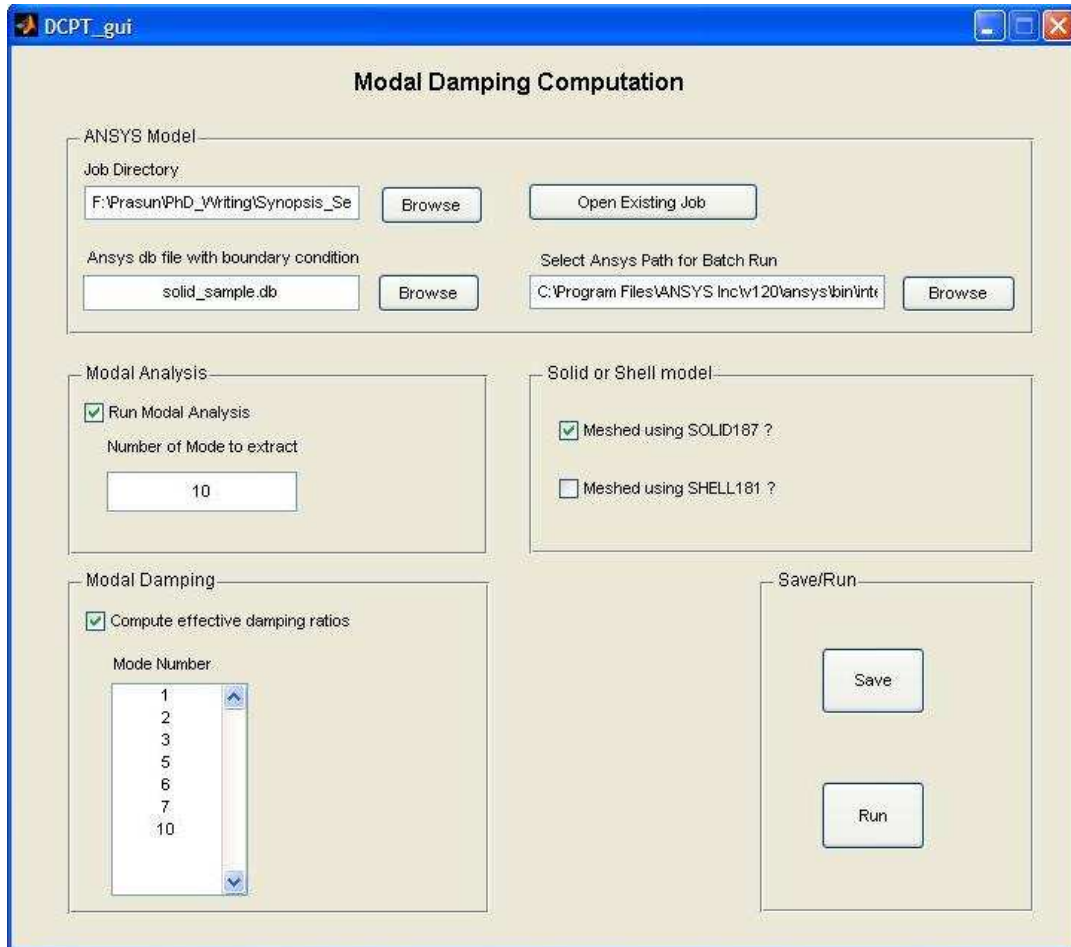 DCPT_gui
Modal Damping Computation
ANSYS Model
Job Directory
F:\Prasun\PhD_Writing\Synopsis_Se
Browse
Open Existing Job
Ansys db file with boundary condition
Select Ansys Path for Batch Run
solid_sample.db
Browse
C:\Program Files\ANSYS Inc\v120\ansys\bin\inte
Browse
Modal Analysis
Run Modal Analysis
Number of Mode to extract
10
Solid or Shell model
Meshed using SOLID187 ?
Meshed using SHELL181 ?
Modal Damping
Compute effective damping ratios
Mode Number
1
2
3
5
6
7
10
Save/Run
Save
Run